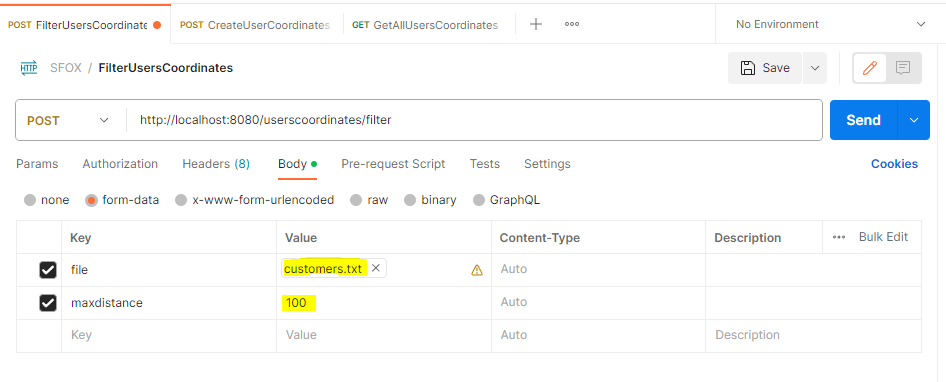 POST FilterUsersCoordinate POST CreateUserCoordinates GET GetAllUsersCoordinates No Environment
HTTP SFOX / FilterUsersCoordinates Save
POST http://localhost:8080/userscoordinates/filter Send
Params Authorization Headers (8) Body Pre-request Script Tests Settings Cookies
none form-data x-www-form-urlencoded raw binary GraphQL
Key Value Content-Type Description Bulk Edit
file customers.txt Auto
maxdistance 100 Auto
Key Value Auto Description